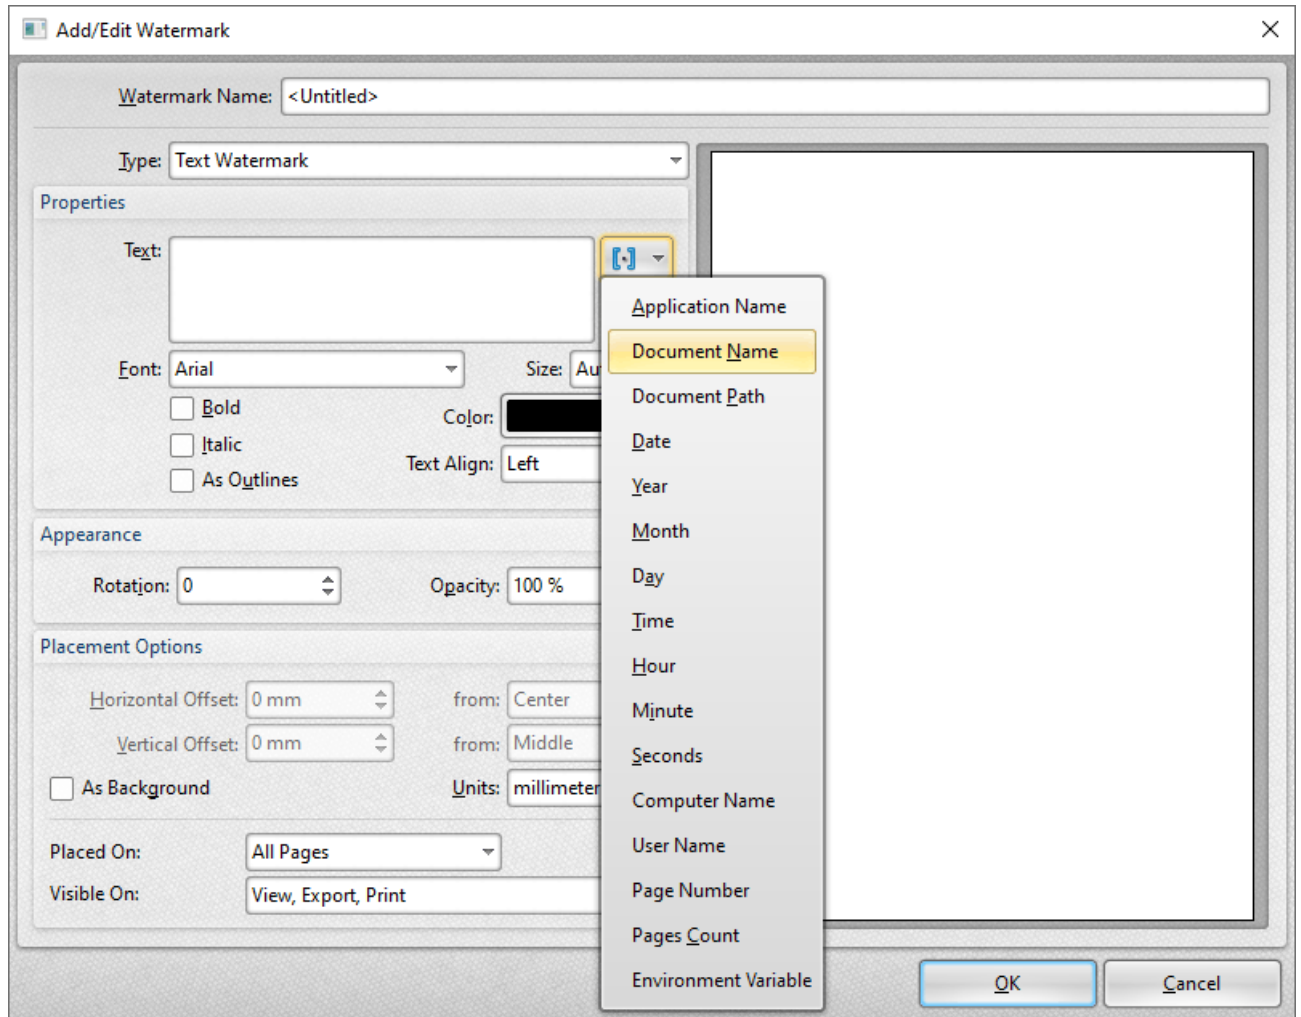 Add/Edit Watermark
Watermark Name: <Untitled>
Type: Text Watermark
Properties
Text:
Font: Arial
Size: Au
Bold
Italic
As Outlines
Color:
Text Align: Left
Appearance
Rotation: 0
Opacity: 100 %
Placement Options
Horizontal Offset: 0 mm
from: Center
Vertical Offset: 0 mm
from: Middle
As Background
Units: millimeter
Placed On: All Pages
Visible On: View, Export, Print
Application Name
Document Name
Document Path
Date
Year
Month
Day
Time
Hour
Minute
Seconds
Computer Name
User Name
Page Number
Pages Count
Environment Variable
OK
Cancel